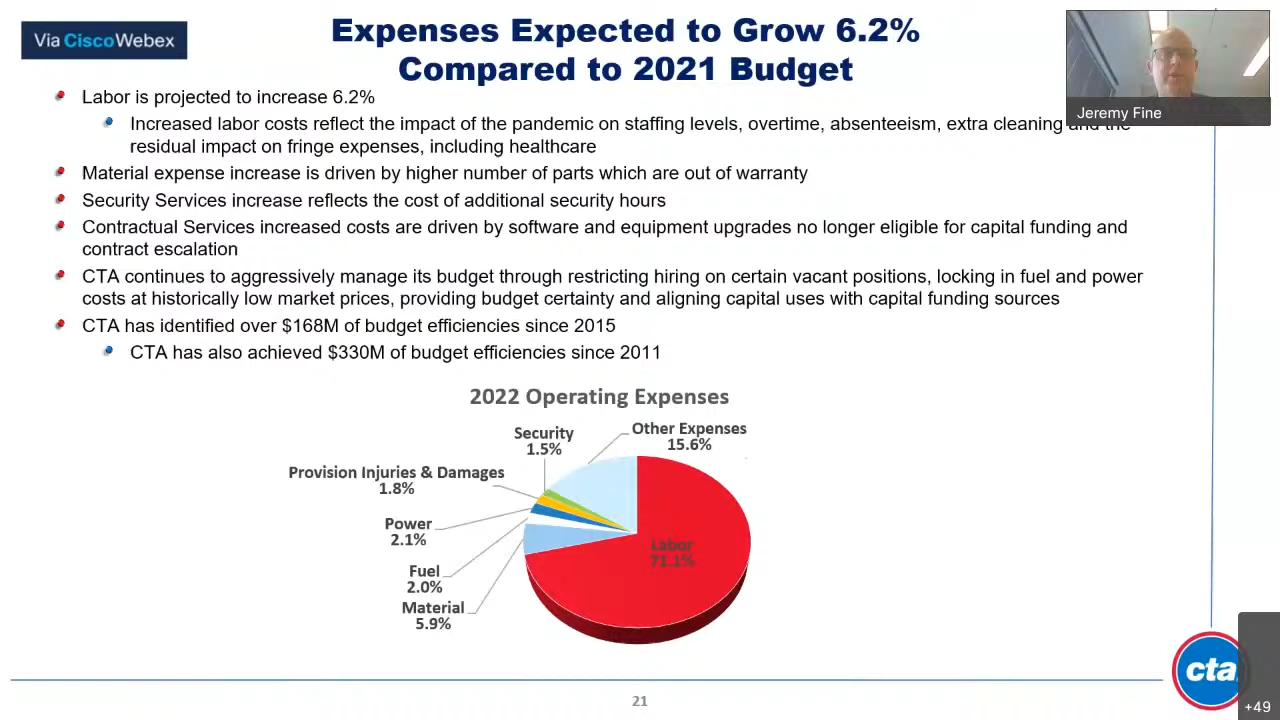 Via CiscoWebex
Expenses Expected to Grow 6.2%
Compared to 2021 Budget
Jeremy Fine
Labor is projected to increase 6.2%
Increased labor costs reflect the impact of the pandemic on staffing levels, overtime, absenteeism, extra cleaning and the
residual impact on fringe expenses, including healthcare
Material expense increase is driven by higher number of parts which are out of warranty
Security Services increase reflects the cost of additional security hours
Contractual Services increased costs are driven by software and equipment upgrades no longer eligible for capital funding and
contract escalation
CTA continues to aggressively manage its budget through restricting hiring on certain vacant positions, locking in fuel and power
costs at historically low market prices, providing budget certainty and aligning capital uses with capital funding sources
CTA has identified over $168M of budget efficiencies since 2015
CTA has also achieved $330M of budget efficiencies since 2011
2022 Operating Expenses
Other Expenses
15.6%
Security
1.5%
Provision Injuries & Damages
1.8%
Power
2.1%
Fuel
2.0%
Material
5.9%
Labor
71.1%
cta
21
+49